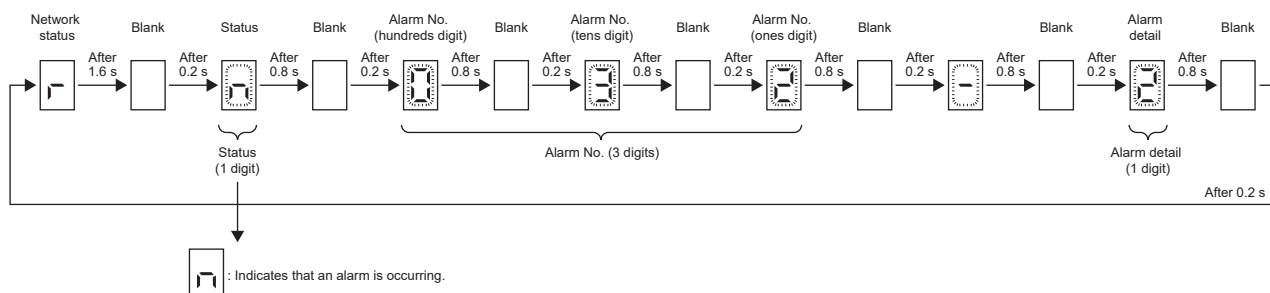 Network status
Blank
Status
Blank
Alarm No. (hundreds digit)
Blank
Alarm No. (tens digit)
Blank
Alarm No. (ones digit)
Blank
Blank
Alarm detail
Blank
r
After 1.6 s
After 0.2 s
n
After 0.8 s
After 0.2 s
0
After 0.8 s
After 0.2 s
3
After 0.8 s
After 0.2 s
2
After 0.8 s
After 0.2 s
-
After 0.8 s
After 0.2 s
2
After 0.8 s
Status (1 digit)
Alarm No. (3 digits)
Alarm detail (1 digit)
After 0.2 s
n : Indicates that an alarm is occurring.